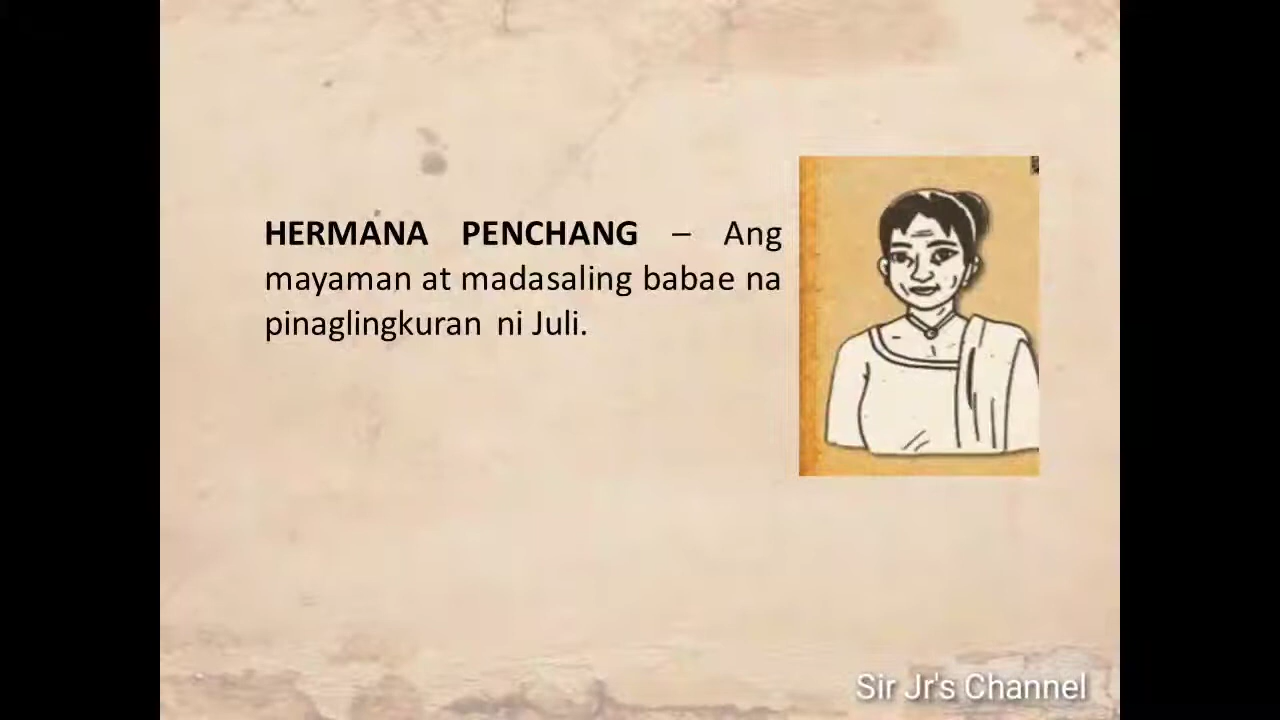 HERMANA PENCHANG – Ang
mayaman at madasaling babae na
pinaglingkuran ni Juli.
Sir Jr's Channel